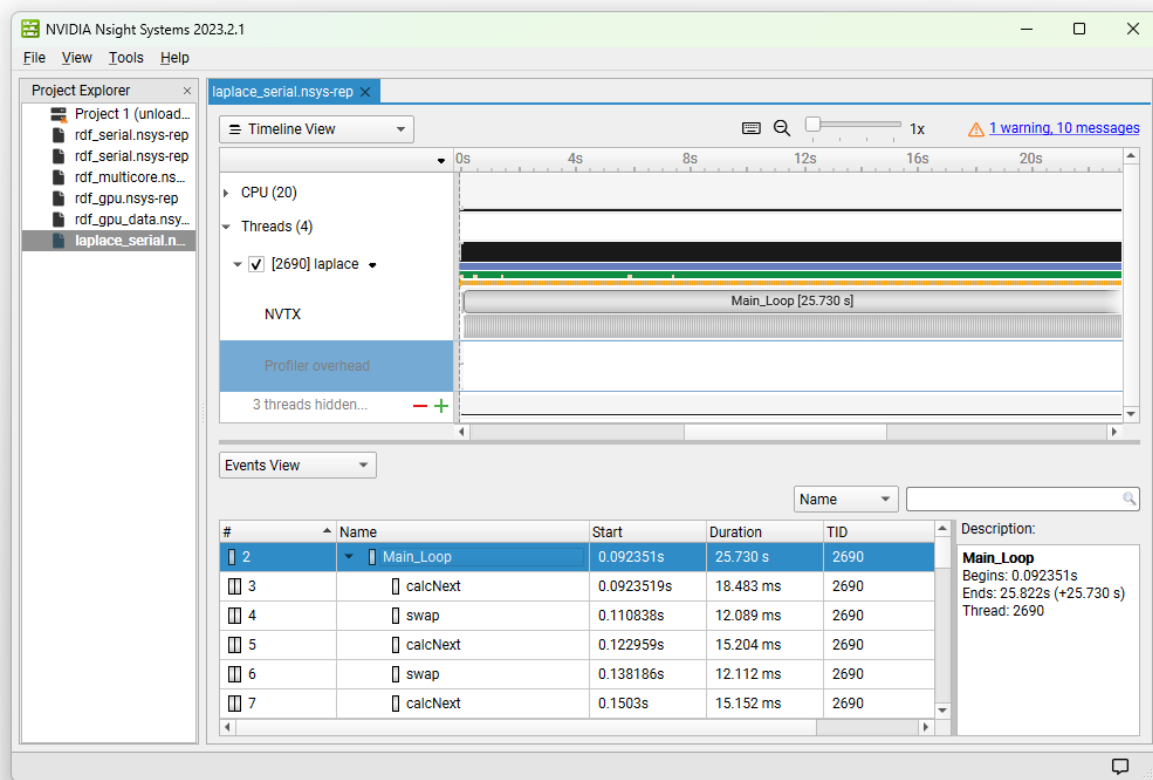 NVIDIA Nsight Systems 2023.2.1
File View Tools Help
Project Explorer
Project 1 (unload...
rdf_serial.nsys-rep
rdf_serial.nsys-rep
rdf_multicore.ns...
rdf_gpu.nsys-rep
rdf_gpu_data.nsy...
laplace_serial.n...
laplace_serial.nsys-rep
Timeline View
1x
1 warning, 10 messages
0s 4s 8s 12s 16s 20s
CPU (20)
Threads (4)
[2690] laplace
NVTX
Main_Loop [25.730 s]
Profiler overhead
3 threads hidden...
Events View
Name
# Name Start Duration TID
2 Main_Loop 0.092351s 25.730 s 2690
3 calcNext 0.0923519s 18.483 ms 2690
4 swap 0.110838s 12.089 ms 2690
5 calcNext 0.122959s 15.204 ms 2690
6 swap 0.138186s 12.112 ms 2690
7 calcNext 0.1503s 15.152 ms 2690
Description:
Main_Loop
Begins: 0.092351s
Ends: 25.822s (+25.730 s)
Thread: 2690